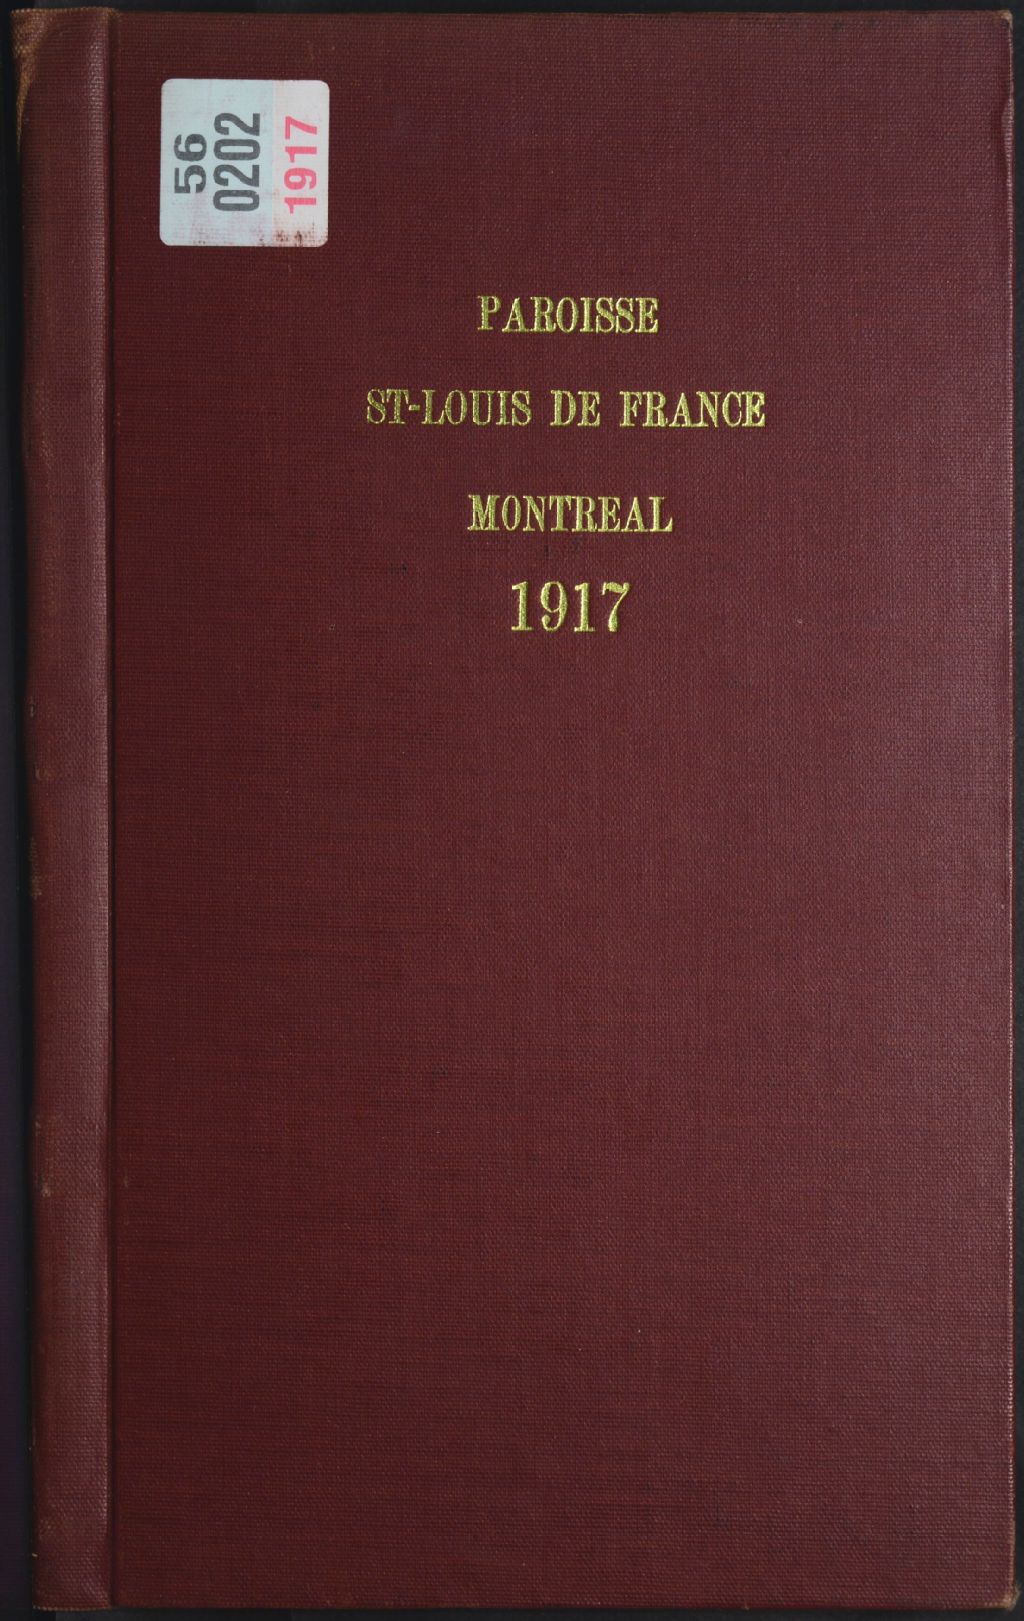 56
0202
1917
PAROISSE
ST-LOUIS DE FRANCE
MONTREAL
1917